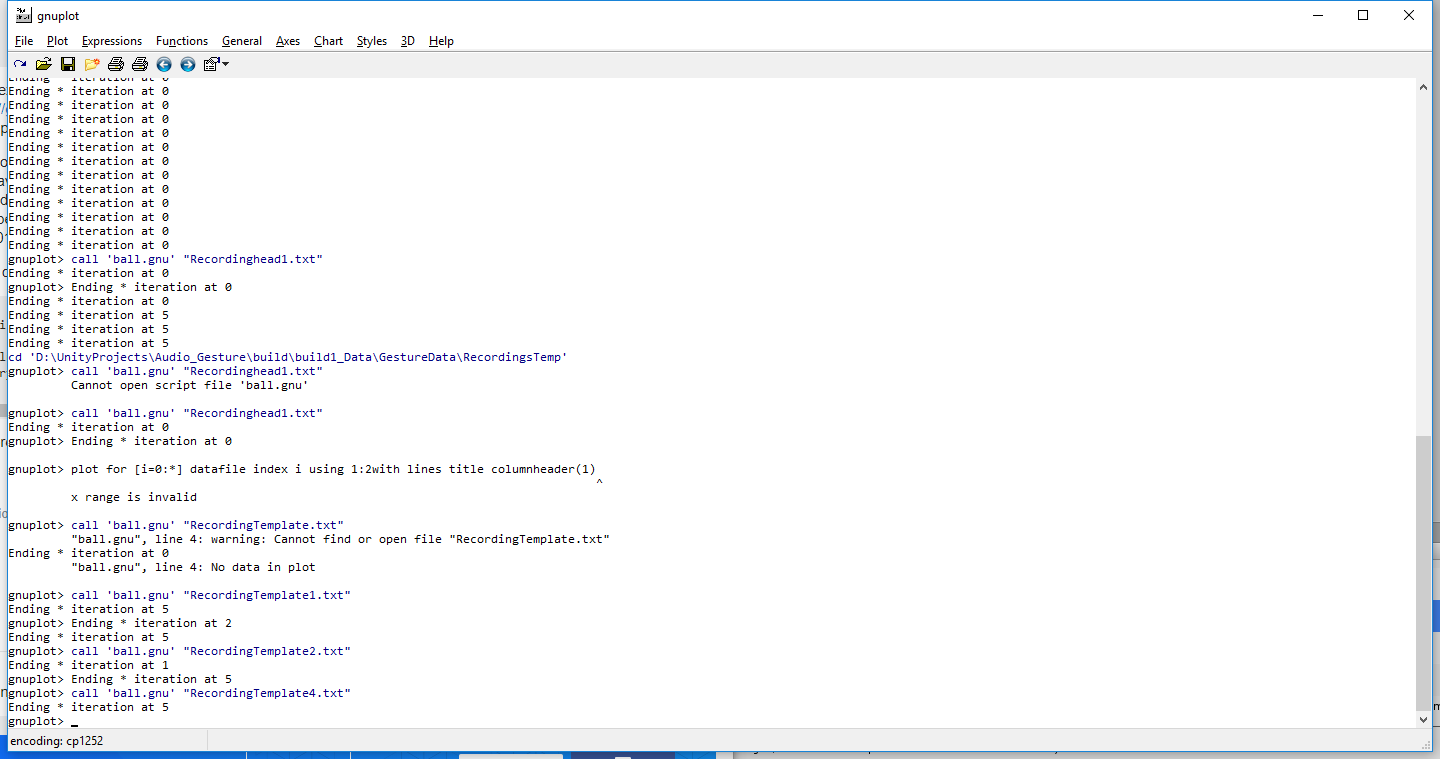 gnuplot
File Plot Expressions Functions General Axes Chart Styles 3D Help
Ending * iteration at 0
Ending * iteration at 0
Ending * iteration at 0
Ending * iteration at 0
Ending * iteration at 0
Ending * iteration at 0
Ending * iteration at 0
Ending * iteration at 0
Ending * iteration at 0
Ending * iteration at 0
Ending * iteration at 0
Ending * iteration at 0
Ending * iteration at 0
gnuplot> call 'ball.gnu' "Recordinghead1.txt"
Ending * iteration at 0
gnuplot> Ending * iteration at 0
Ending * iteration at 0
Ending * iteration at 5
Ending * iteration at 5
Ending * iteration at 5
cd 'D:\UnityProjects\Audio_Gesture\build\build1_Data\GestureData\RecordingsTemp'
gnuplot> call 'ball.gnu' "Recordinghead1.txt"
Cannot open script file 'ball.gnu'
gnuplot> call 'ball.gnu' "Recordinghead1.txt"
Ending * iteration at 0
gnuplot> Ending * iteration at 0
gnuplot> plot for [i=0:*] datafile index i using 1:2with lines title columnheader(1)
^
x range is invalid
gnuplot> call 'ball.gnu' "RecordingTemplate.txt"
"ball.gnu", line 4: warning: Cannot find or open file "RecordingTemplate.txt"
Ending * iteration at 0
"ball.gnu", line 4: No data in plot
gnuplot> call 'ball.gnu' "RecordingTemplate1.txt"
Ending * iteration at 5
gnuplot> Ending * iteration at 2
Ending * iteration at 5
gnuplot> call 'ball.gnu' "RecordingTemplate2.txt"
Ending * iteration at 1
gnuplot> Ending * iteration at 5
gnuplot> call 'ball.gnu' "RecordingTemplate4.txt"
Ending * iteration at 5
gnuplot> _
encoding: cp1252